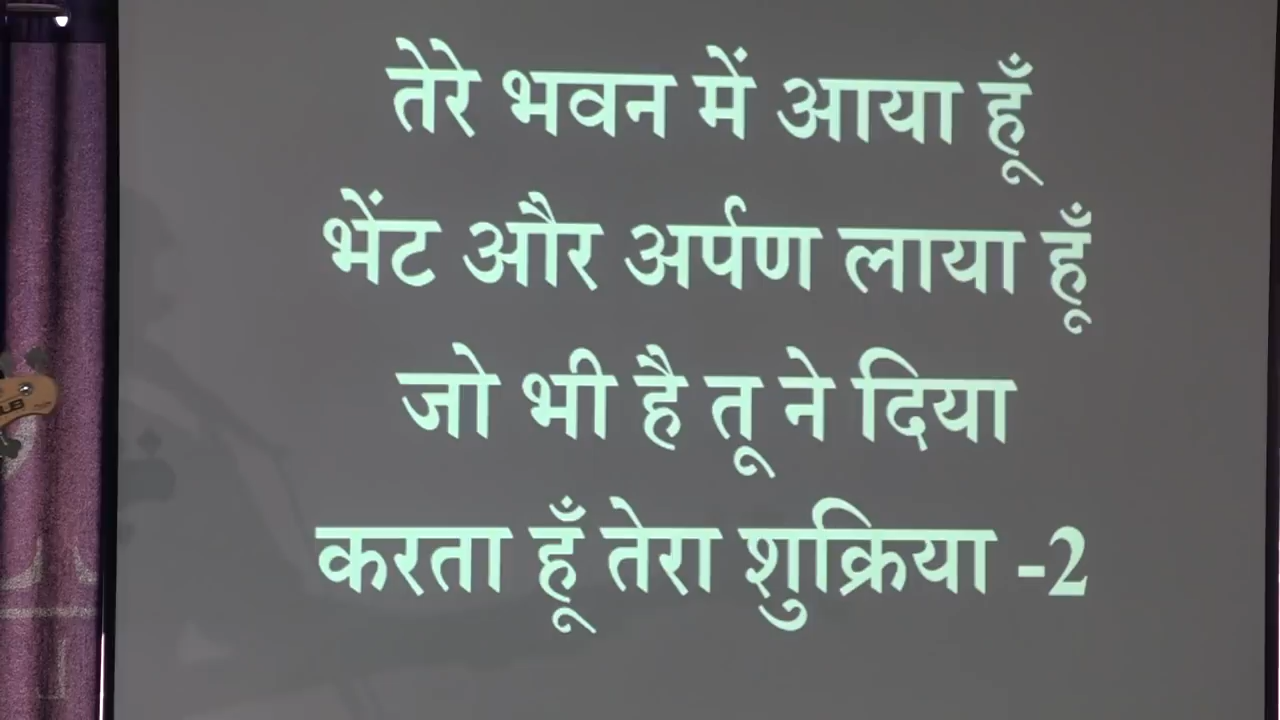 तेरे भवन में आया हूँ
भेंट और अर्पण लाया हूँ
जो भी है तू ने दिया
करता हूँ तेरा शुक्रिया -2